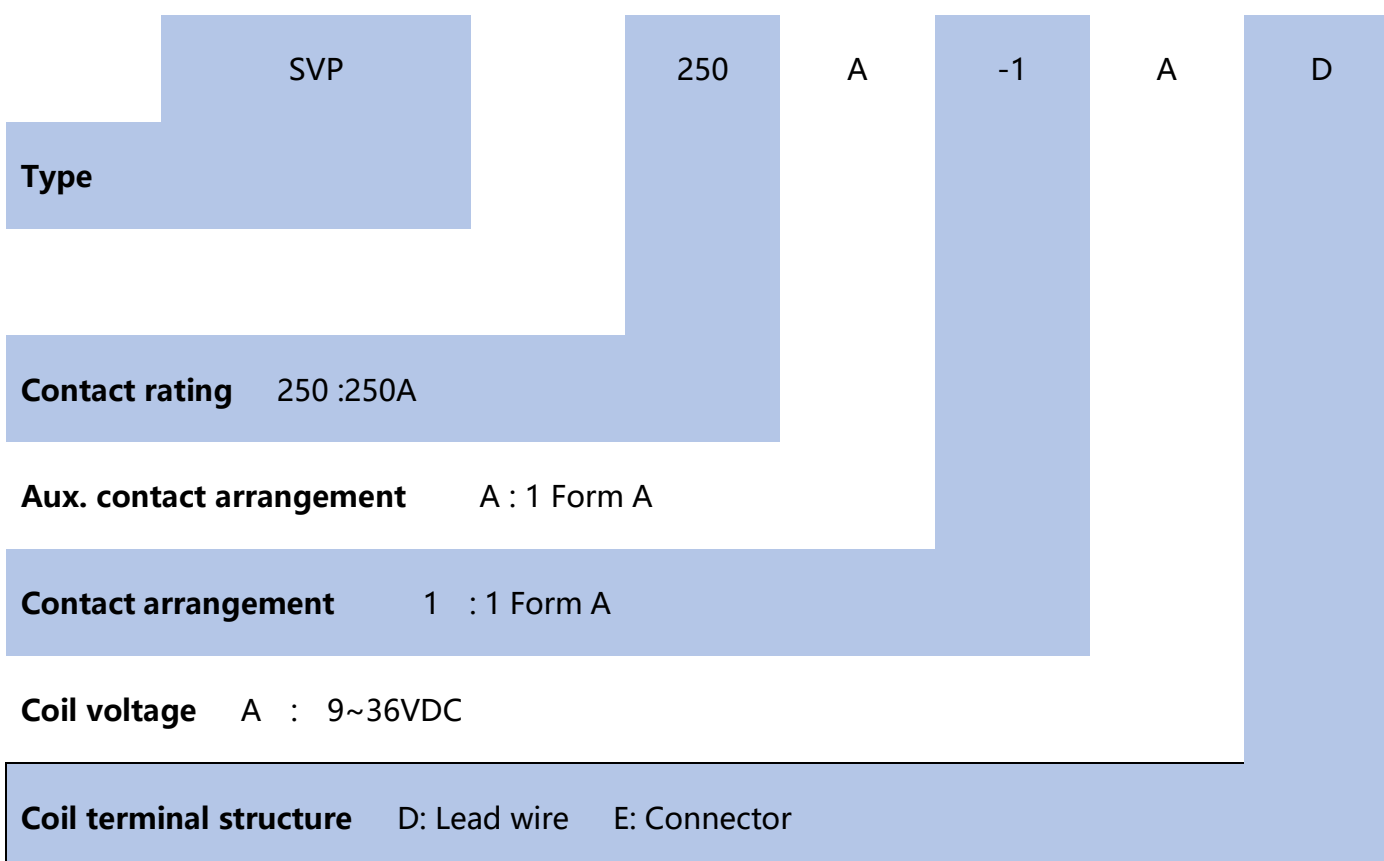 SVP 250 A -1 A D
Type
Contact rating 250 :250A
Aux. contact arrangement A : 1 Form A
Contact arrangement 1 : 1 Form A
Coil voltage A : 9~36VDC
Coil terminal structure D: Lead wire E: Connector